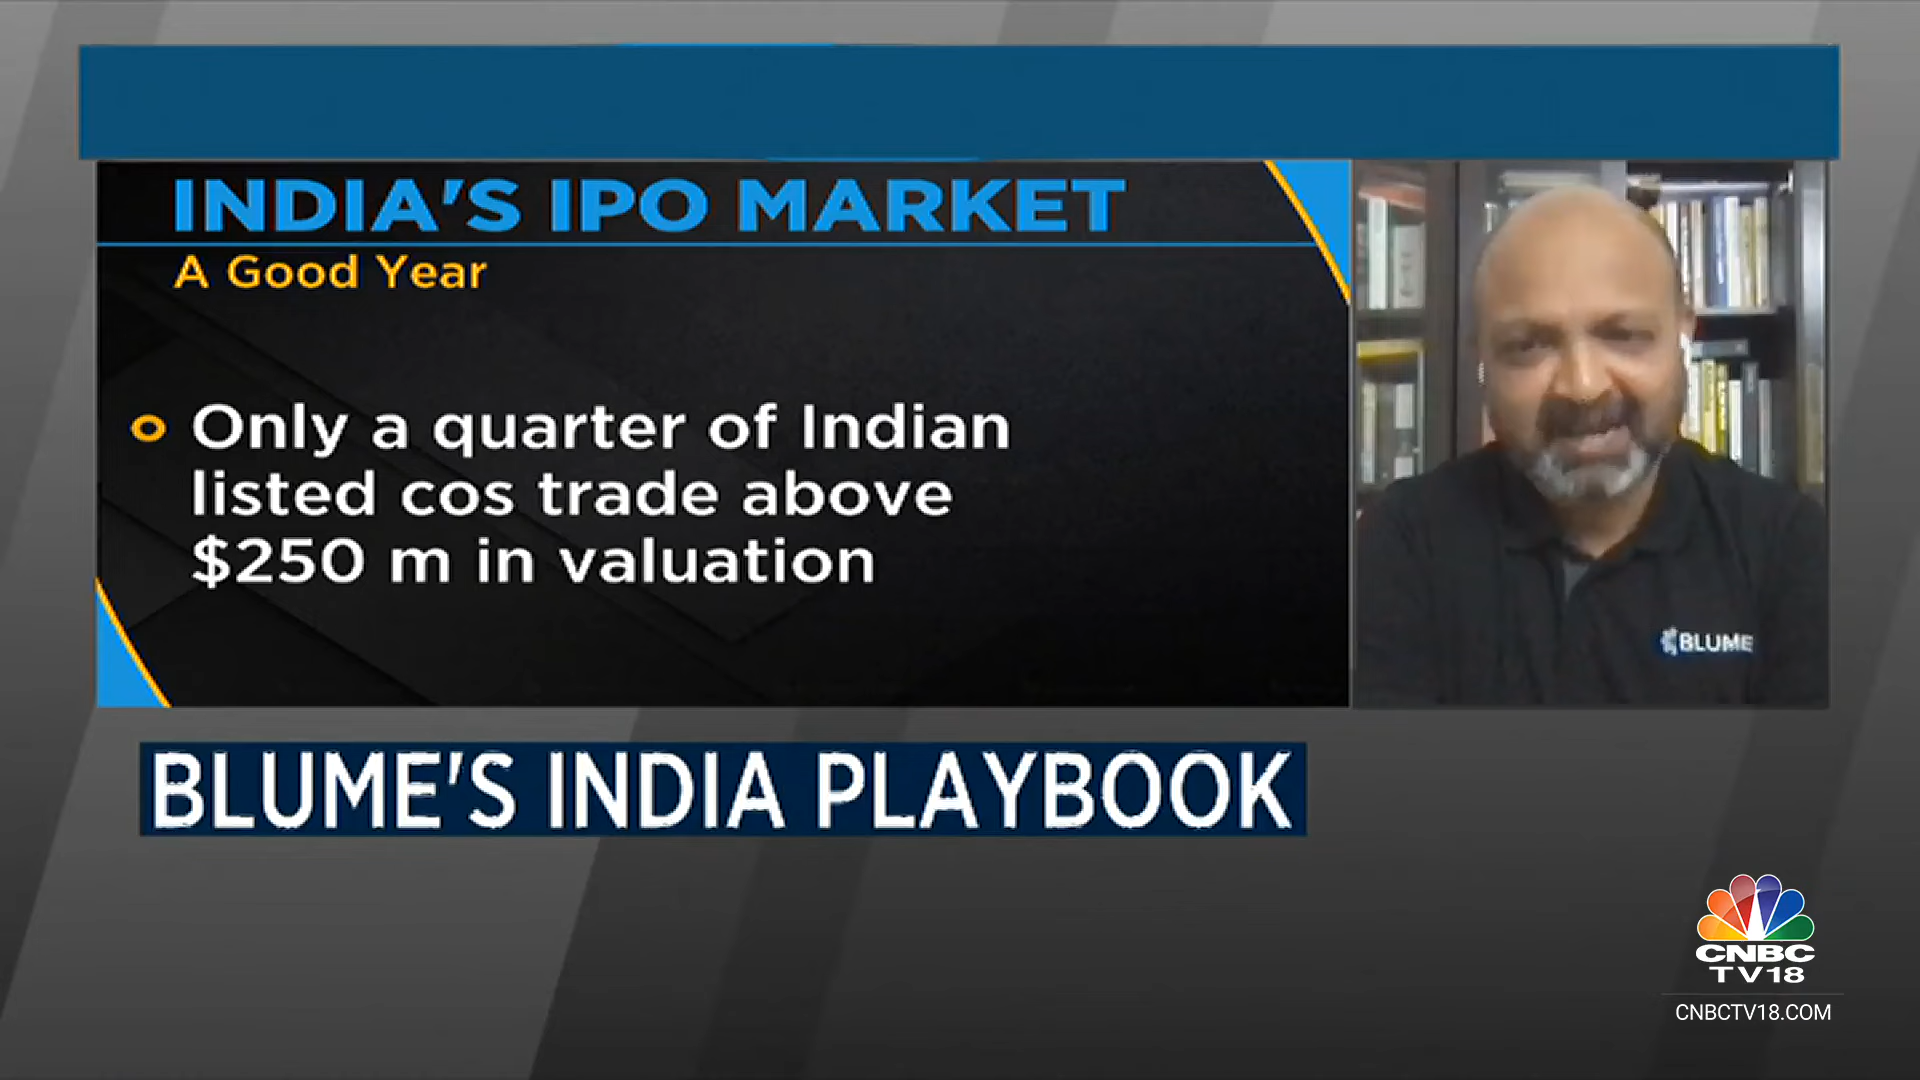 INDIA'S IPO MARKET
A Good Year
Only a quarter of Indian
listed cos trade above
$250 m in valuation
BLUME
BLUME'S INDIA PLAYBOOK
CNBC
TV18
CNBCTV18.COM